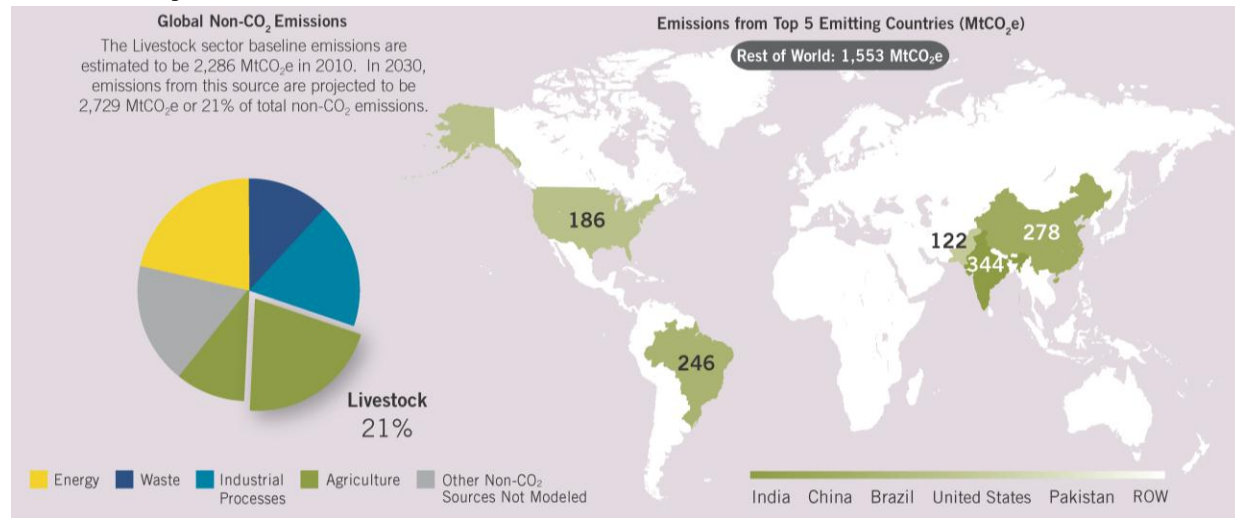 Global Non-CO₂ Emissions
The Livestock sector baseline emissions are
estimated to be 2,286 MtCO₂e in 2010. In 2030,
emissions from this source are projected to be
2,729 MtCO₂e or 21% of total non-CO₂ emissions.
Livestock
21%
Energy
Waste
Industrial
Processes
Agriculture
Other Non-CO₂
Sources Not Modeled
Emissions from Top 5 Emitting Countries (MtCO₂e)
Rest of World: 1,553 MtCO₂e
186
246
122
344
278
India China Brazil United States Pakistan ROW